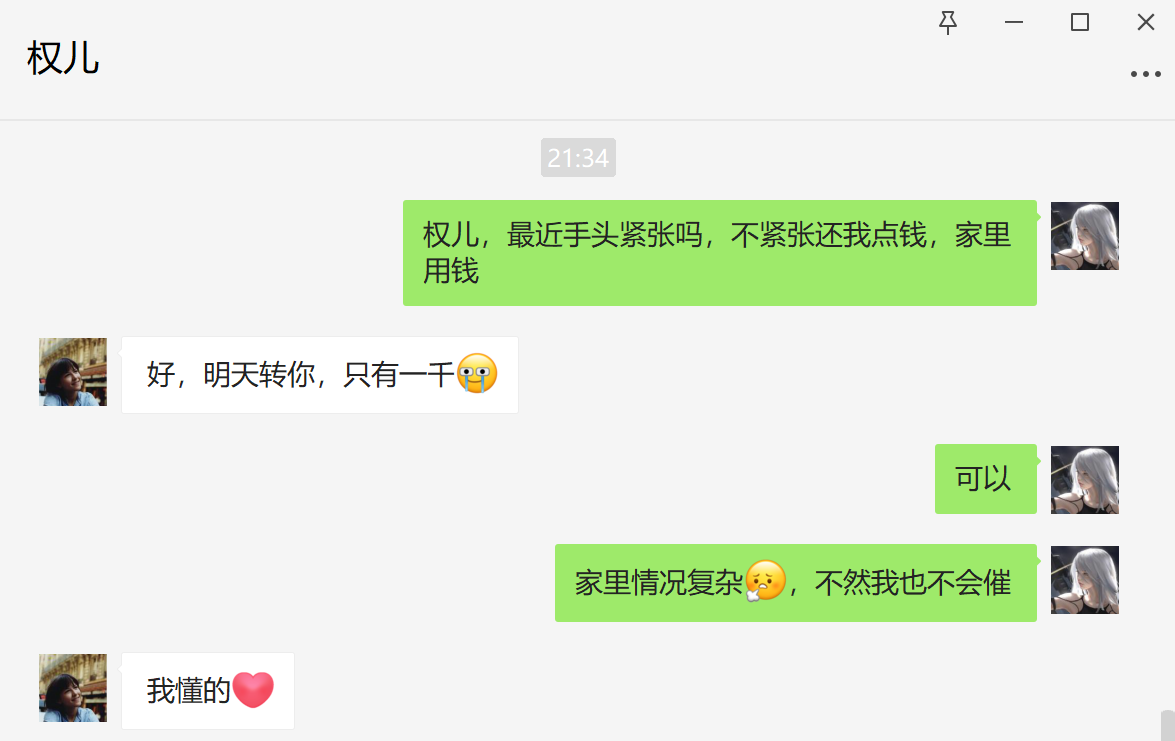 权儿
21:34
权儿，最近手头紧张吗，不紧张还我点钱，家里
用钱
好，明天转你，只有一千🥹
可以
家里情况复杂😮‍💨，不然我也不会催
我懂的❤